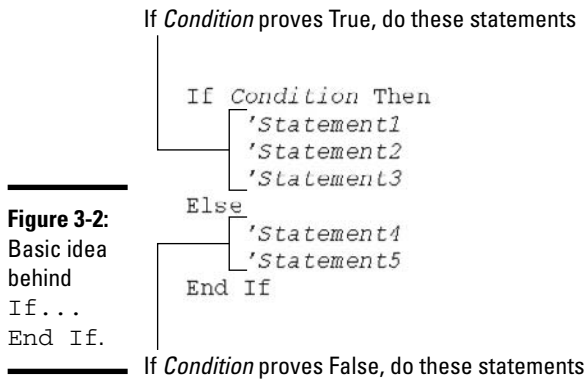 If Condition proves True, do these statements
If Condition Then
'Statement1
'Statement2
'Statement3
Else
'Statement4
'Statement5
End If
Figure 3-2:
Basic idea
behind
If...
End If.
If Condition proves False, do these statements